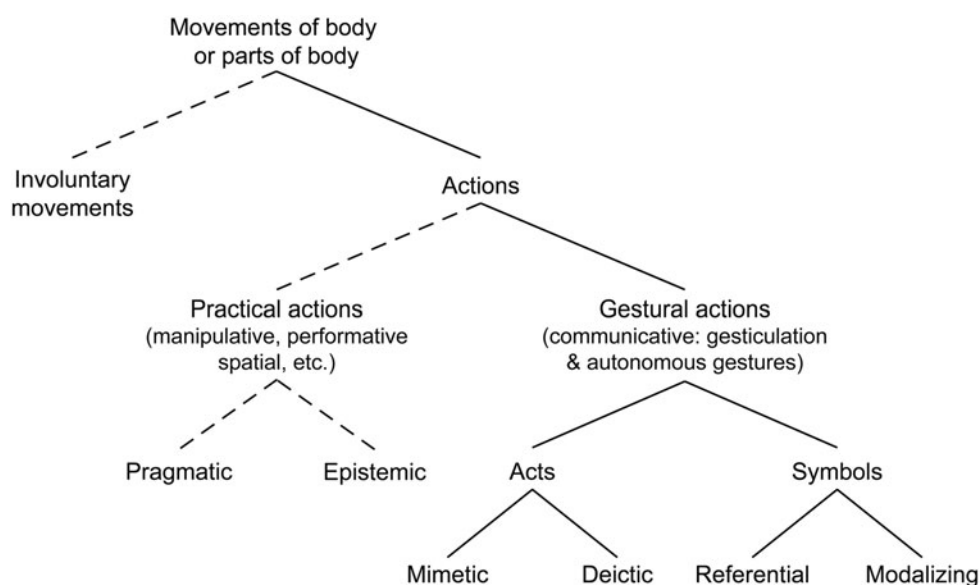 Movements of body
or parts of body
Involuntary
movements
Actions
Practical actions
(manipulative, performative
spatial, etc.)
Gestural actions
(communicative: gesticulation
& autonomous gestures)
Pragmatic
Epistemic
Acts
Symbols
Mimetic
Deictic
Referential
Modalizing